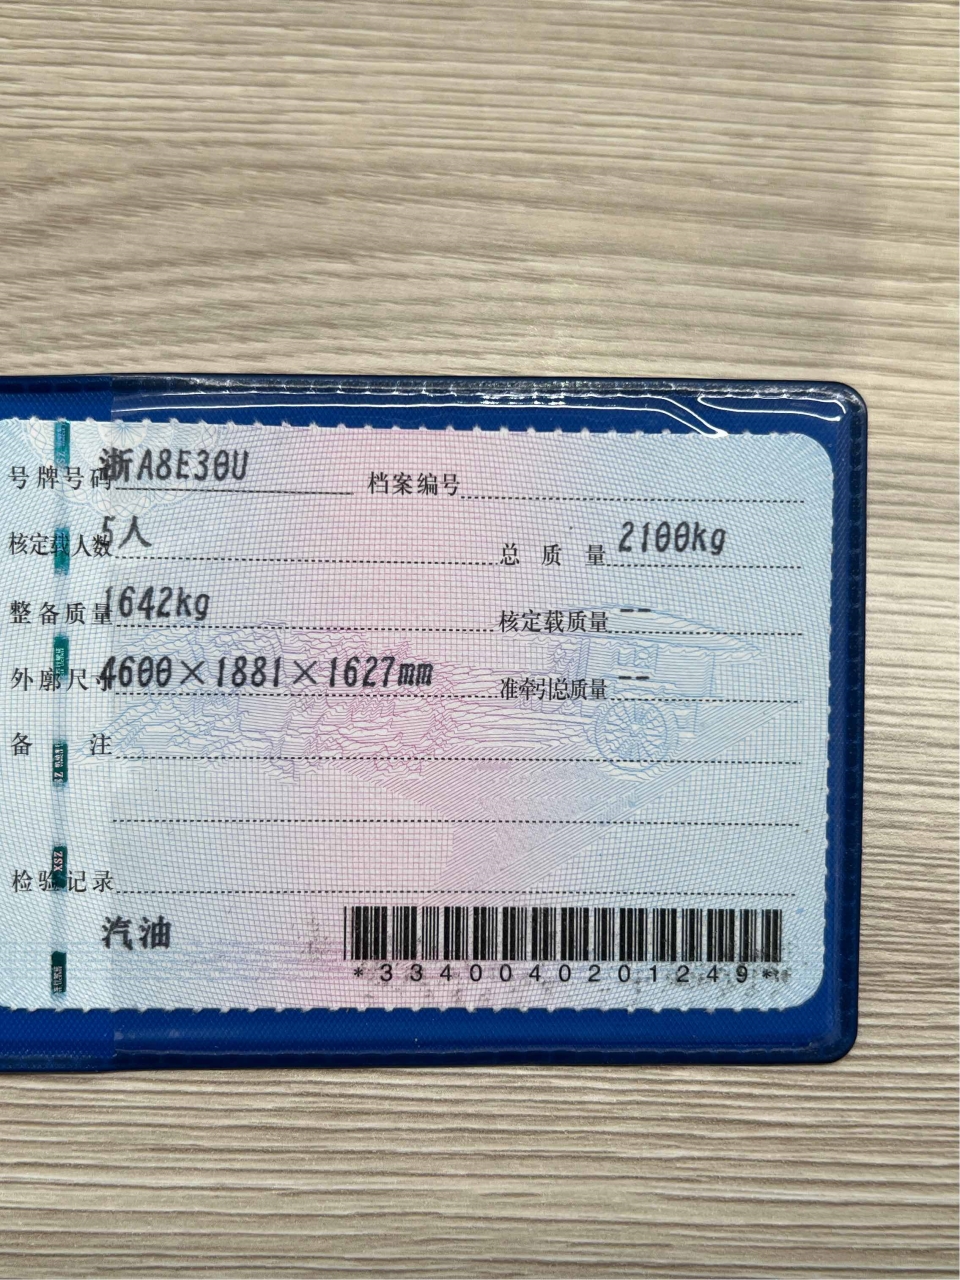 号牌号码 浙A8E30U 档案编号
核定载人数 5人 总质量 2100kg
整备质量 1642kg 核定载质量 --
外廓尺寸 4600×1881×1627mm 准牵引总质量 --
备注
检验记录
汽油
*3340040201249*